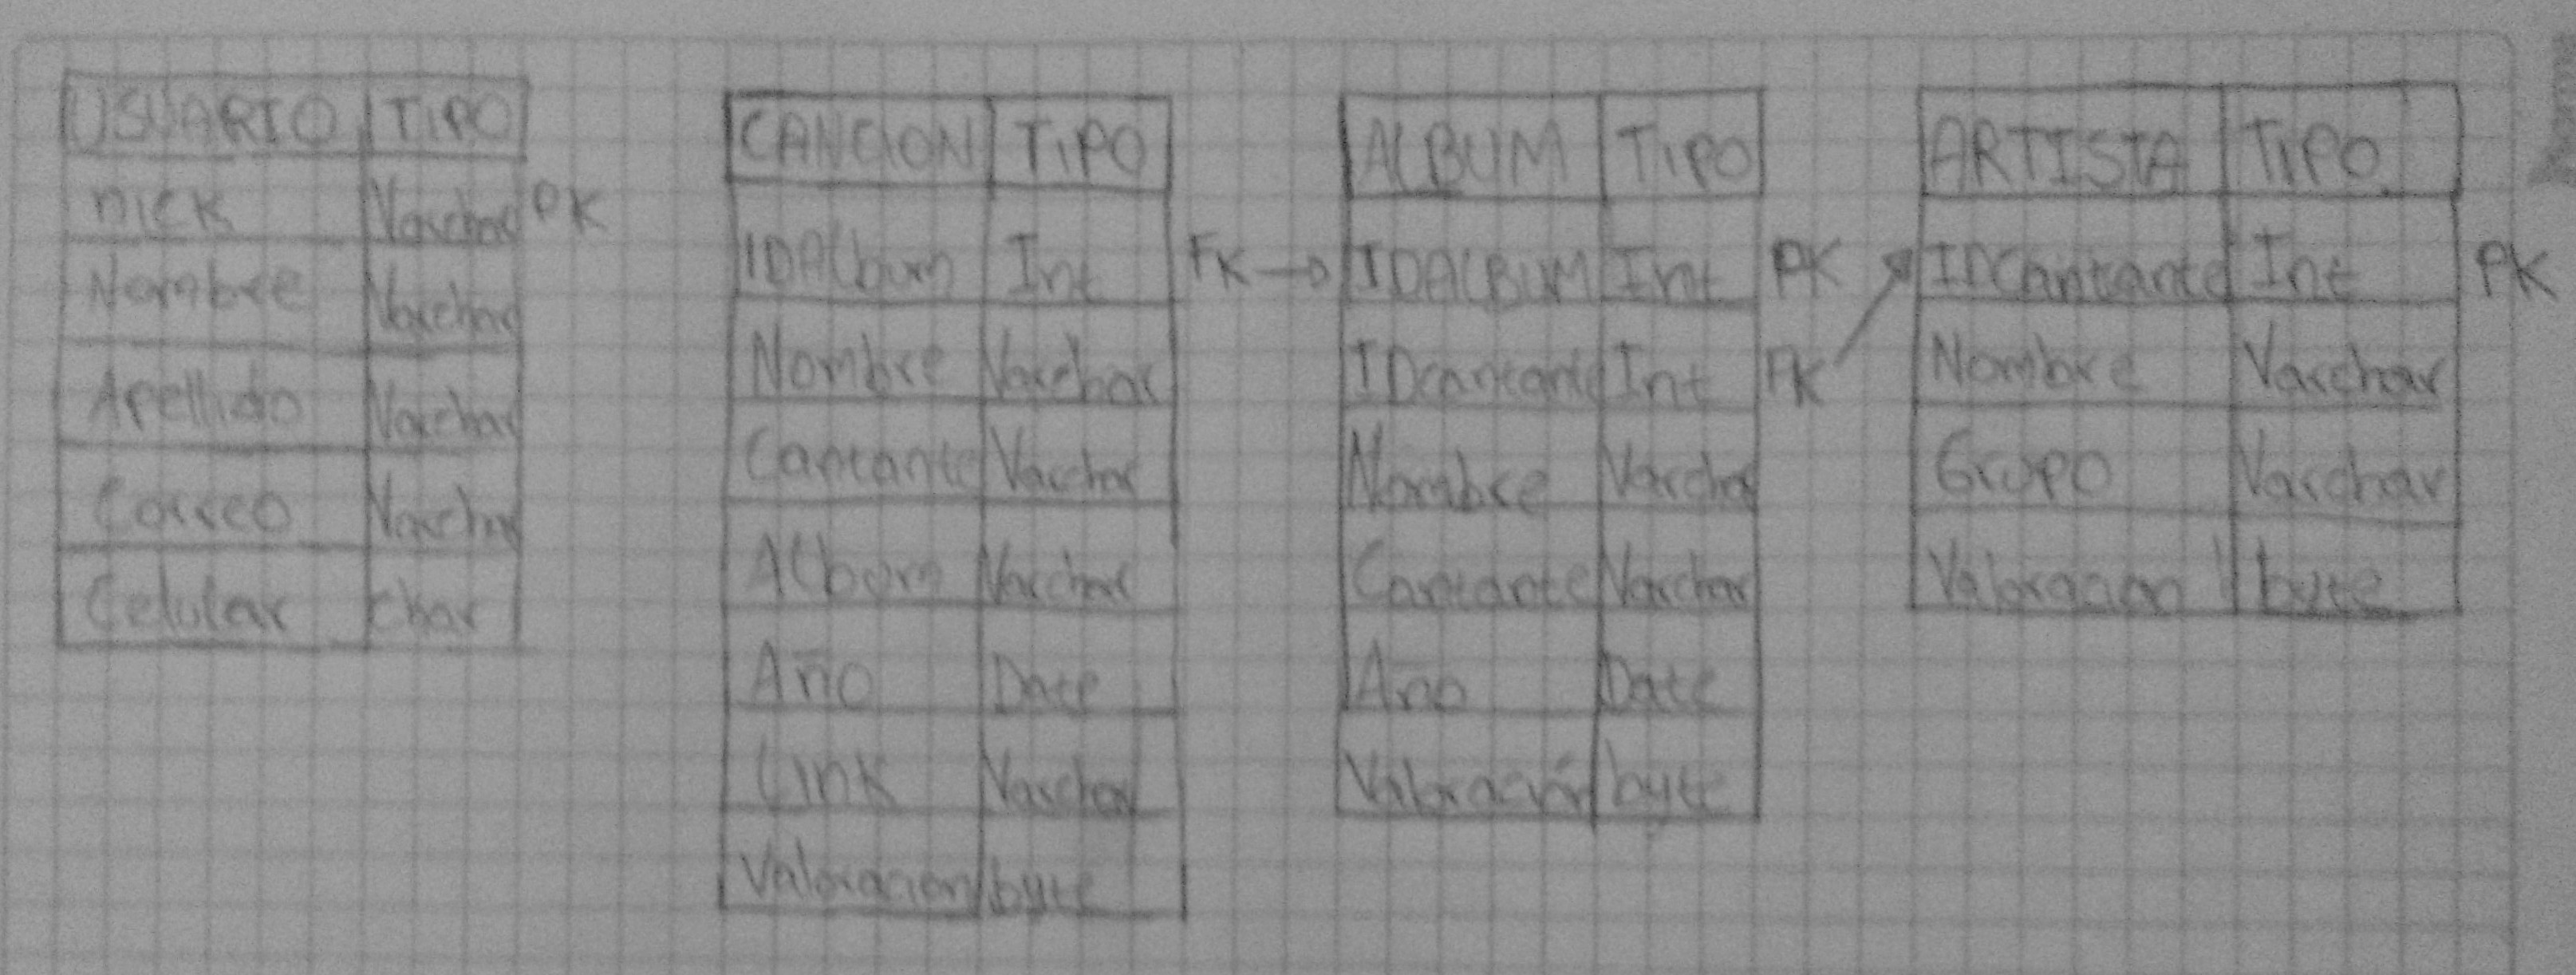 USUARIO TIPO
nick Varchar PK
Nombre Varchar
Apellido Varchar
Correo Varchar
Celular char
CANCION TIPO
IDAlbum Int FK →
Nombre Varchar
Cantante Varchar
Album Varchar
Año Date
Link Varchar
Valoracion byte
ALBUM TIPO
IDALBUM Int PK
IDcantante Int FK
Nombre Varchar
Cantante Varchar
Año Date
Valoración byte
ARTISTA TIPO
IDCantante Int PK
Nombre Varchar
Grupo Varchar
Valoracion byte